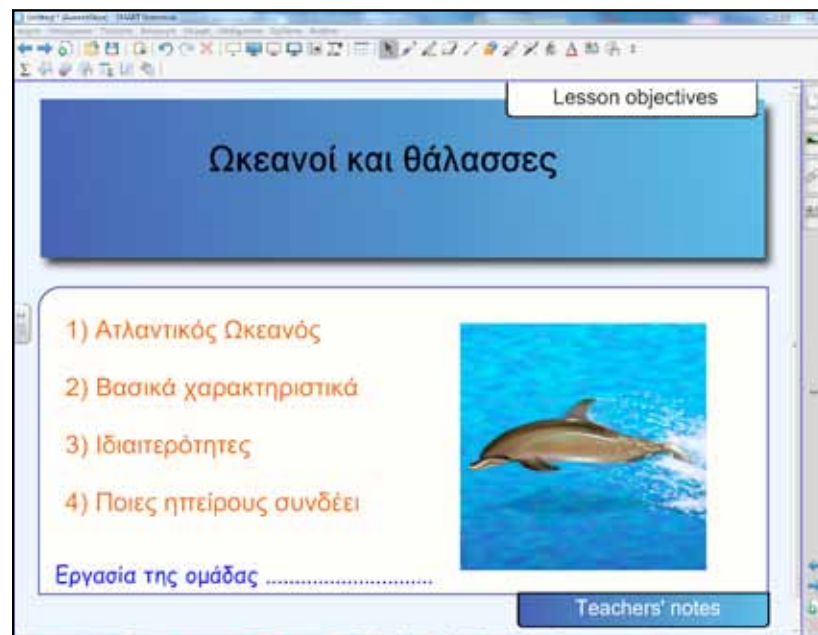 Lesson objectives
Ωκεανοί και θάλασσες
1) Ατλαντικός Ωκεανός
2) Βασικά χαρακτηριστικά
3) Ιδιαιτερότητες
4) Ποιες ηπείρους συνδέει
Εργασία της ομάδας ...............................
Teachers' notes